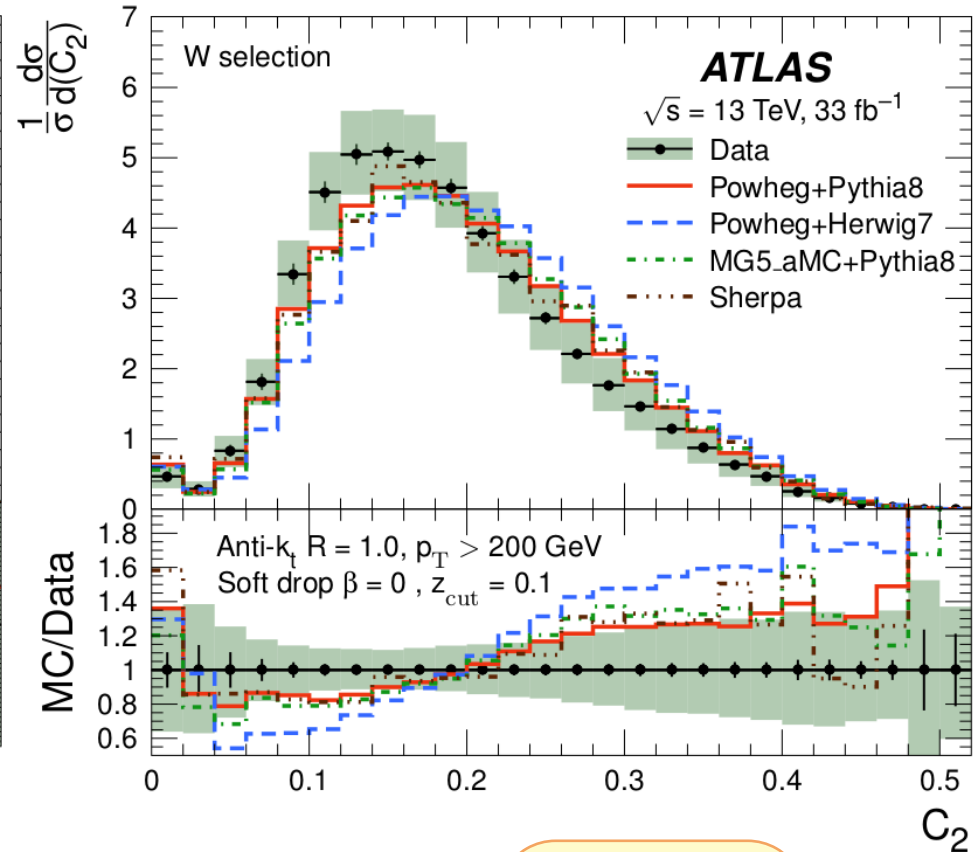 1/σ dσ/d(C₂)
7
6
5
4
3
2
1
0
W selection
ATLAS
√s = 13 TeV, 33 fb⁻¹
Data
Powheg+Pythia8
Powheg+Herwig7
MG5_aMC+Pythia8
Sherpa
MC/Data
1.8
1.6
1.4
1.2
1
0.8
0.6
Anti-kₜ R = 1.0, p_T > 200 GeV
Soft drop β = 0 , z_cut = 0.1
0 0.1 0.2 0.3 0.4 0.5
C₂